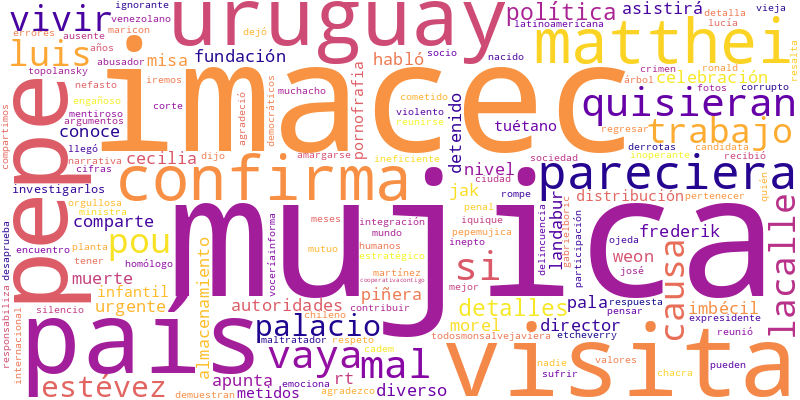 vivir
ignorante
venezolano
maricon
uruguay
dejó
latinoamericana
socio
política
asistirá
detalla
lucía
vieja
errores
ausente
años
luis
abusador
topolansky
misa
fundación
iremos
habló
nacido
matthei
ronald
resalta
crimen
celebración
árbol
fotos
corrupto
nefasto
engañoso
mentiroso
argumentos
corte
imacec
muchacho
agradeció
democráticos
pornofrafia
cometido
violento
reunirse
tuétano
detenido
quisieran
regresar
trabajo
compartimos
pepe
conoce
llegó
narrativa
cifras
cecilia
dijo
amargarse
ineficiente
sociedad
derrotas
candidata
inoperante
recibió
investigarlos
confirma
nivel
ciudad
jak
rompe
pareciera
quién
orgullosa
ministra
comparte
mujica
meses
integración
mundo
pepemujica
penal
iquique
inepto
distribución
pertenecer
landabur
delincuencia
gabrielboric
participación
frederik
ojeda
josé
lacalle
desaprueba
responsabiliza
encuentro
pou
planta
homólogo
tener
muerte
almacenamiento
voceríainforma
mutuo
humanos
estratégico
martínez
cooperativacontigo
si
mejor
weon
causa
internacional
infantil
urgente
silencio
autoridades
chileno
piñera
contribuir
detalles
pala
respuesta
pensar
imbécil
expresidente
país
palacio
maltratador
respeto
morel
director
etcheverry
reunió
todosmonsalvejaviera
vaya
cadem
mal
visita
nadie
valores
pueden
estévez
apunta
metidos
emociona
rt
diverso
sufrir
chacra
demuestran
agradezco